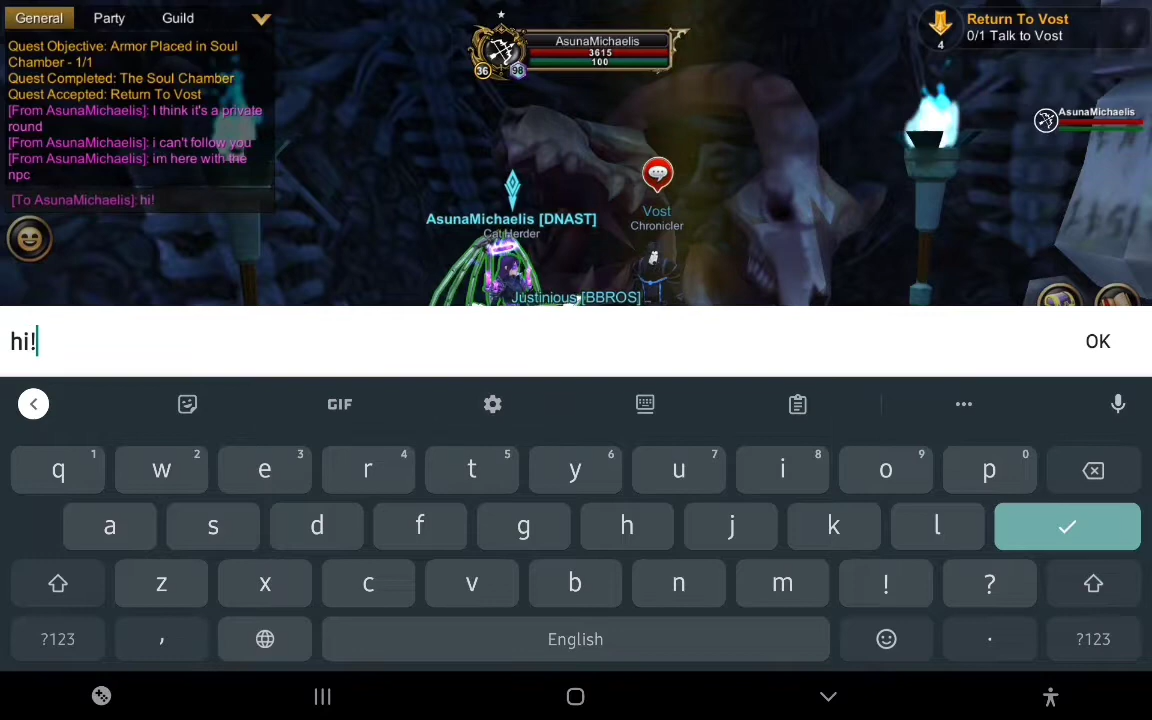 General Party Guild
Quest Objective: Armor Placed in Soul
Chamber - 1/1
Quest Completed: The Soul Chamber
Quest Accepted: Return To Vost
[From AsunaMichaelis]: I think it's a private
round
[From AsunaMichaelis]: i can't follow you
[From AsunaMichaelis]: im here with the
npc
[To AsunaMichaelis]: hi!
AsunaMichaelis
3615
100
36 98
Return To Vost
0/1 Talk to Vost
4
AsunaMichaelis
Vost
Chronicler
AsunaMichaelis [DNAST]
Cat Herder
Justinious [BBROS]
hi!
OK
GIF
q 1 w 2 e 3 r 4 t 5 y 6 u 7 i 8 o 9 p 0
a s d f g h j k l
z x c v b n m ! ?
?123 , English . ?123